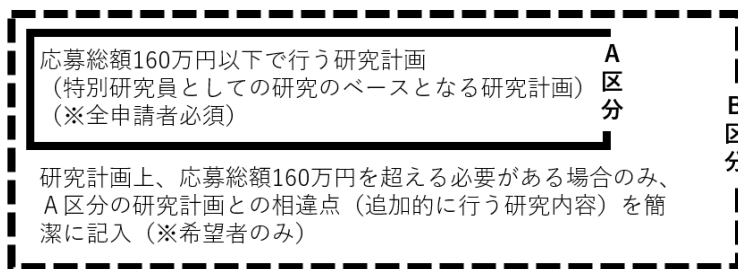 応募総額160万円以下で行う研究計画
（特別研究員としての研究のベースとなる研究計画）
（※全申請者必須）
A
区
分
研究計画上、応募総額160万円を超える必要がある場合のみ、
Ａ区分の研究計画との相違点（追加的に行う研究内容）を簡
潔に記入（※希望者のみ）
B
区
分